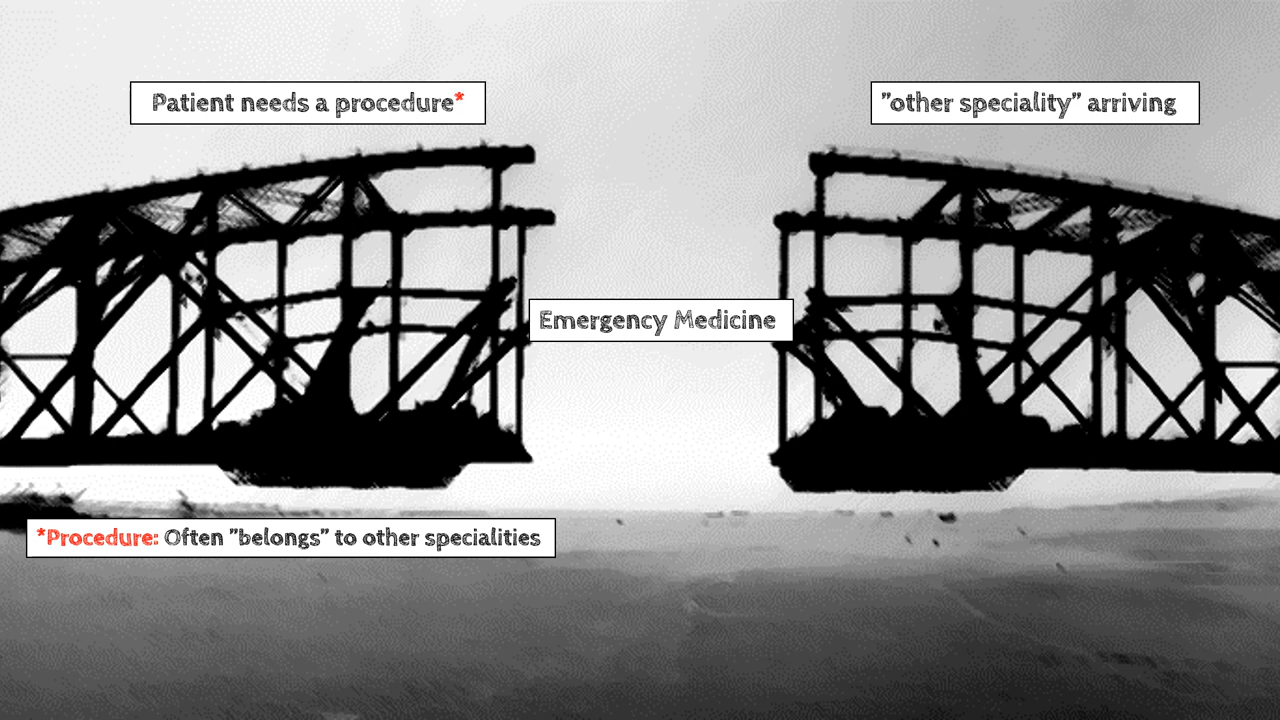 Patient needs a procedure*
"other speciality" arriving
Emergency Medicine
*Procedure: Often "belongs" to other specialities